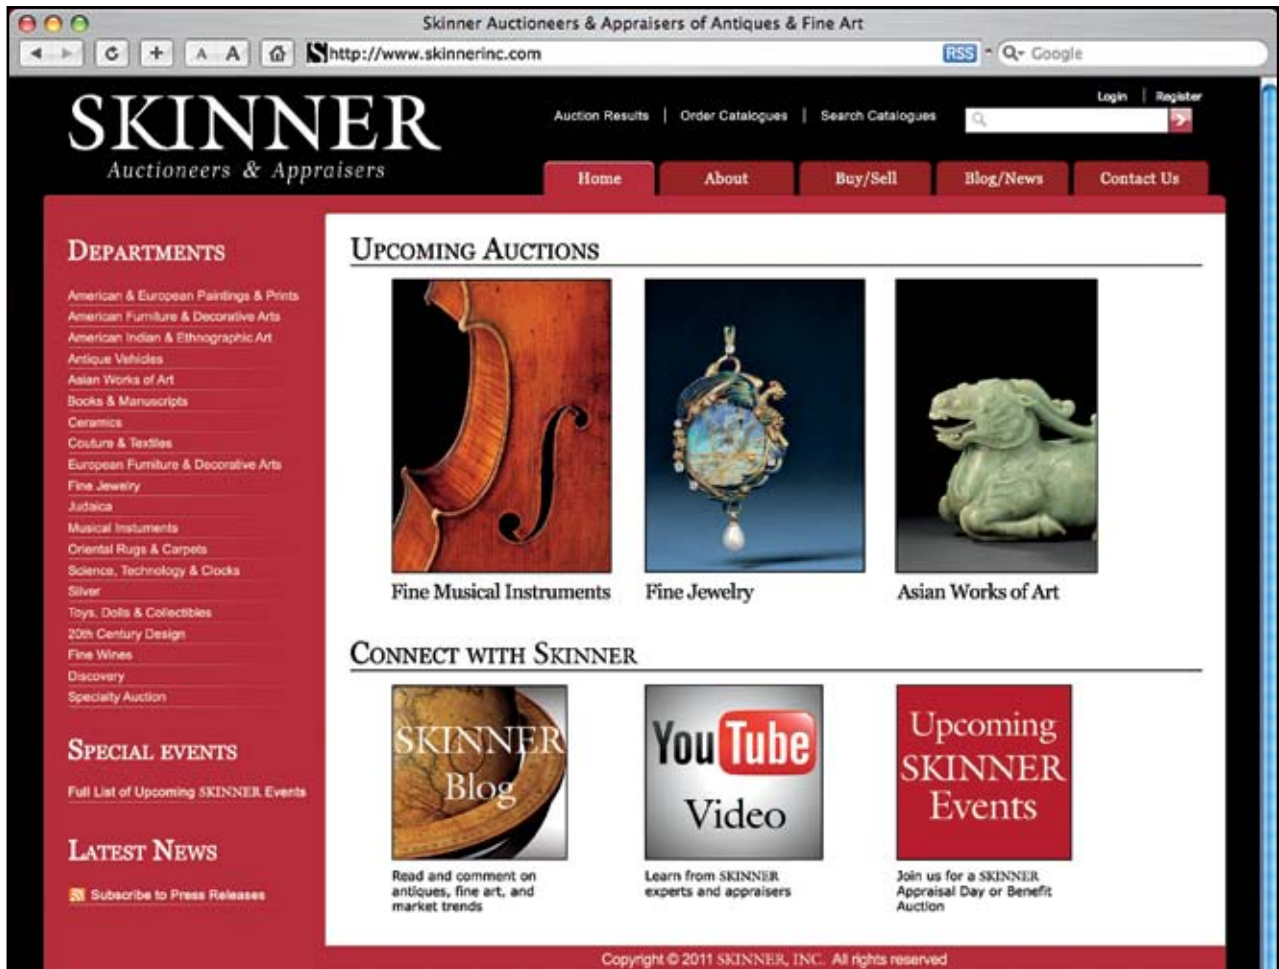 Skinner Auctioneers & Appraisers of Antiques & Fine Art
A A http://www.skinnerinc.com RSS Google
Login | Register
SKINNER
Auctioneers & Appraisers
Auction Results | Order Catalogues | Search Catalogues
Home About Buy/Sell Blog/News Contact Us
DEPARTMENTS
American & European Paintings & Prints
American Furniture & Decorative Arts
American Indian & Ethnographic Art
Antique Vehicles
Asian Works of Art
Books & Manuscripts
Ceramics
Couture & Textiles
European Furniture & Decorative Arts
Fine Jewelry
Judaica
Musical Instuments
Oriental Rugs & Carpets
Science, Technology & Clocks
Silver
Toys, Dolls & Collectibles
20th Century Design
Fine Wines
Discovery
Specialty Auction
SPECIAL EVENTS
Full List of Upcoming SKINNER Events
LATEST NEWS
Subscribe to Press Releases
UPCOMING AUCTIONS
Fine Musical Instruments
Fine Jewelry
Asian Works of Art
CONNECT WITH SKINNER
SKINNER
Blog
Read and comment on
antiques, fine art, and
market trends
YouTube
Video
Learn from SKINNER
experts and appraisers
Upcoming
SKINNER
Events
Join us for a SKINNER
Appraisal Day or Benefit
Auction
Copyright © 2011 SKINNER, INC. All rights reserved